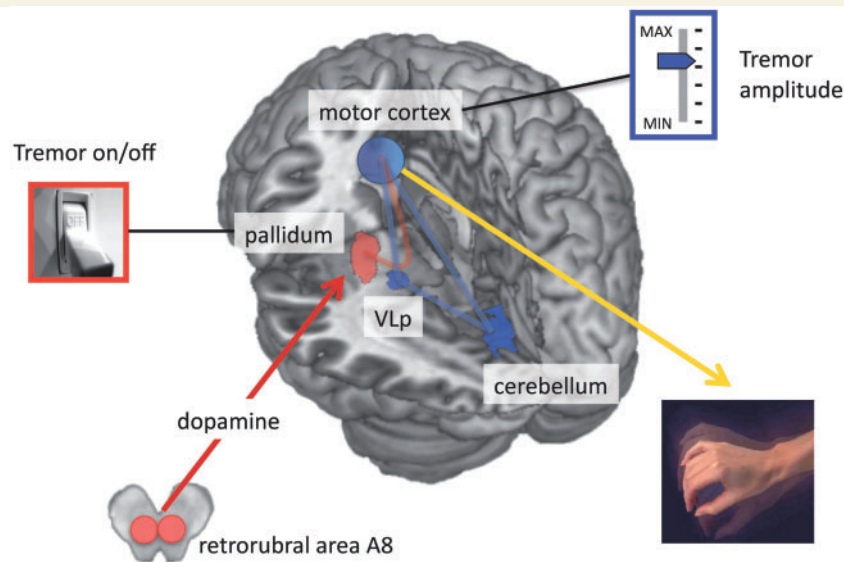 MAX
Tremor
amplitude
MIN
motor cortex
Tremor on/off
OFF
pallidum
VLp
cerebellum
dopamine
retrorubral area A8